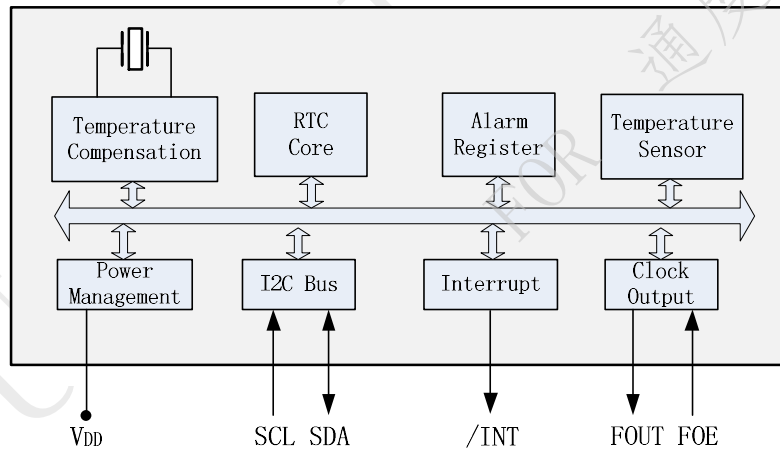 Temperature
Compensation
RTC
Core
Alarm
Register
Temperature
Sensor
Power
Management
I2C Bus
Interrupt
Clock
Output
VDD
SCL SDA
/INT
FOUT FOE
FOR